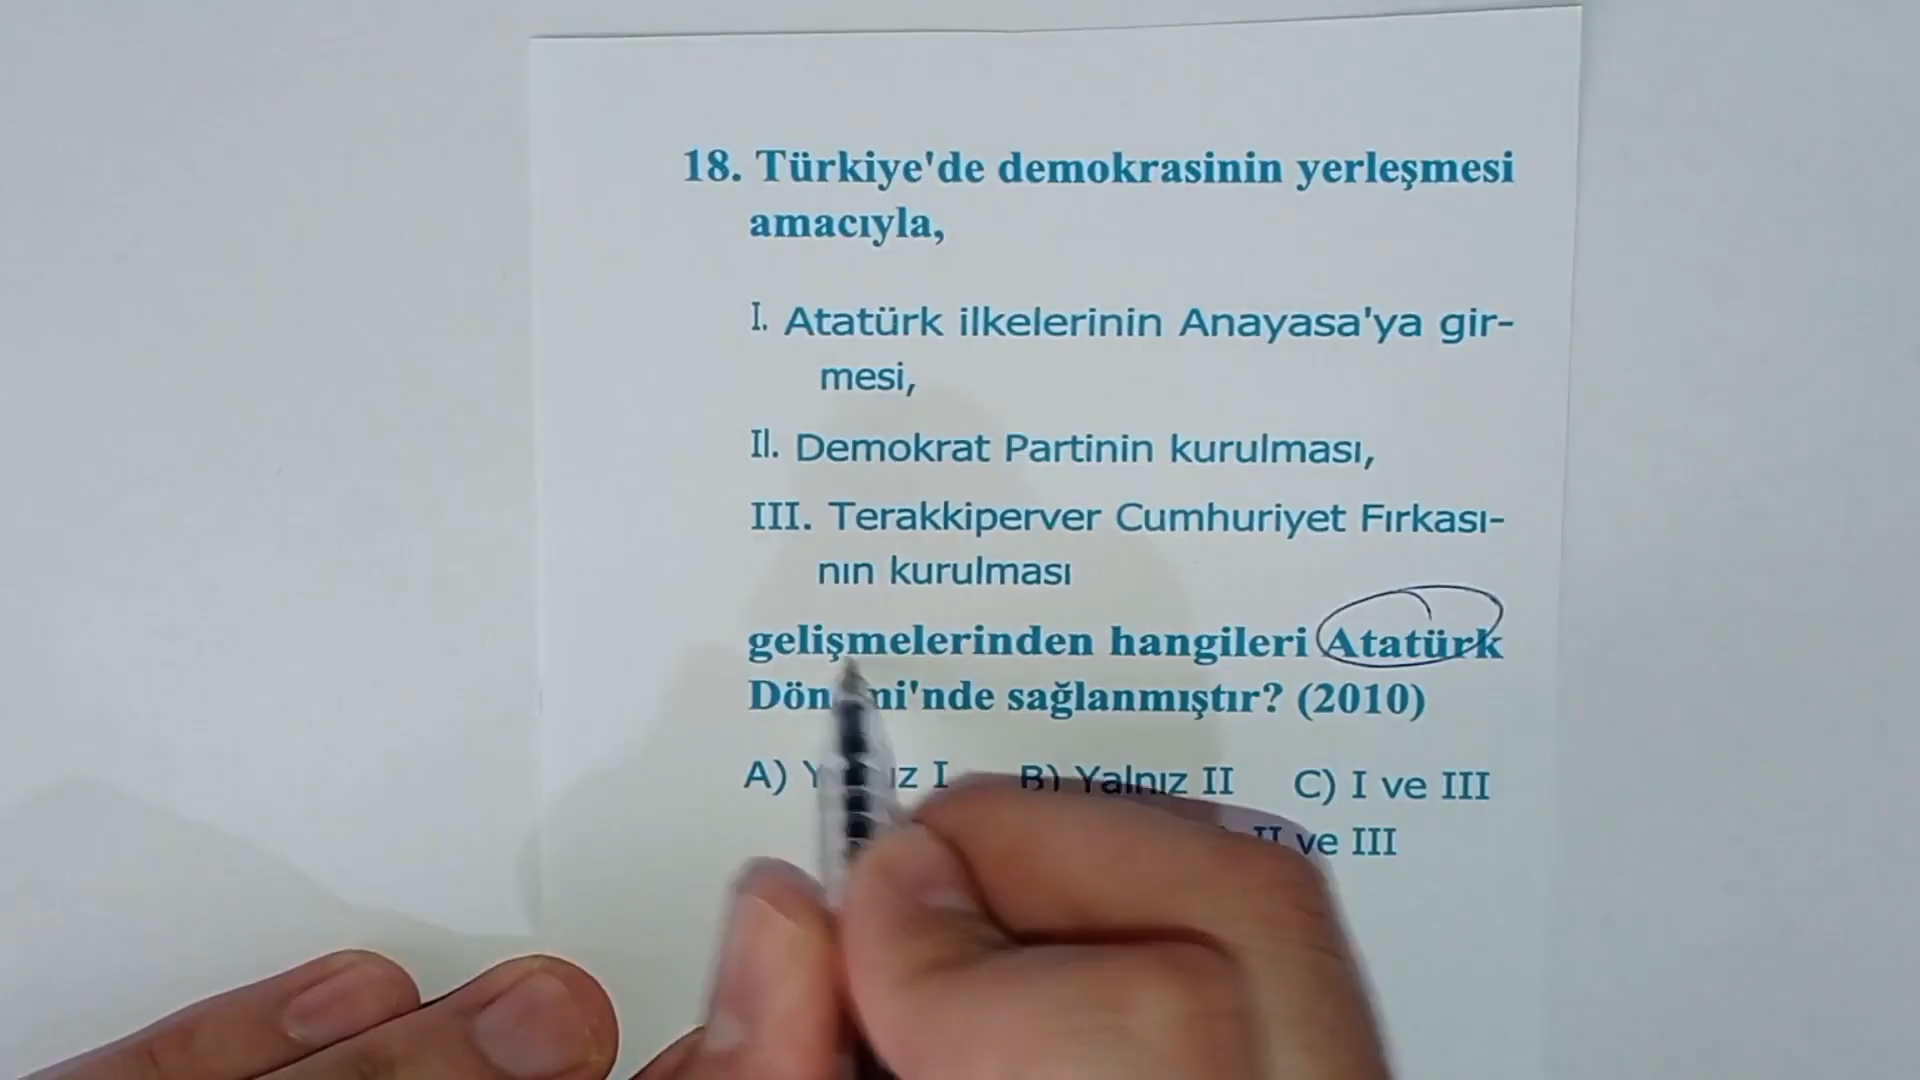 18. Türkiye'de demokrasinin yerleşmesi
amacıyla,
I. Atatürk ilkelerinin Anayasa'ya gir-
mesi,
II. Demokrat Partinin kurulması,
III. Terakkiperver Cumhuriyet Fırkası-
nın kurulması
gelişmelerinden hangileri Atatürk
sağlanmıştır? (2010)
A) I B) Yalnız II C) I ve III
II ve III